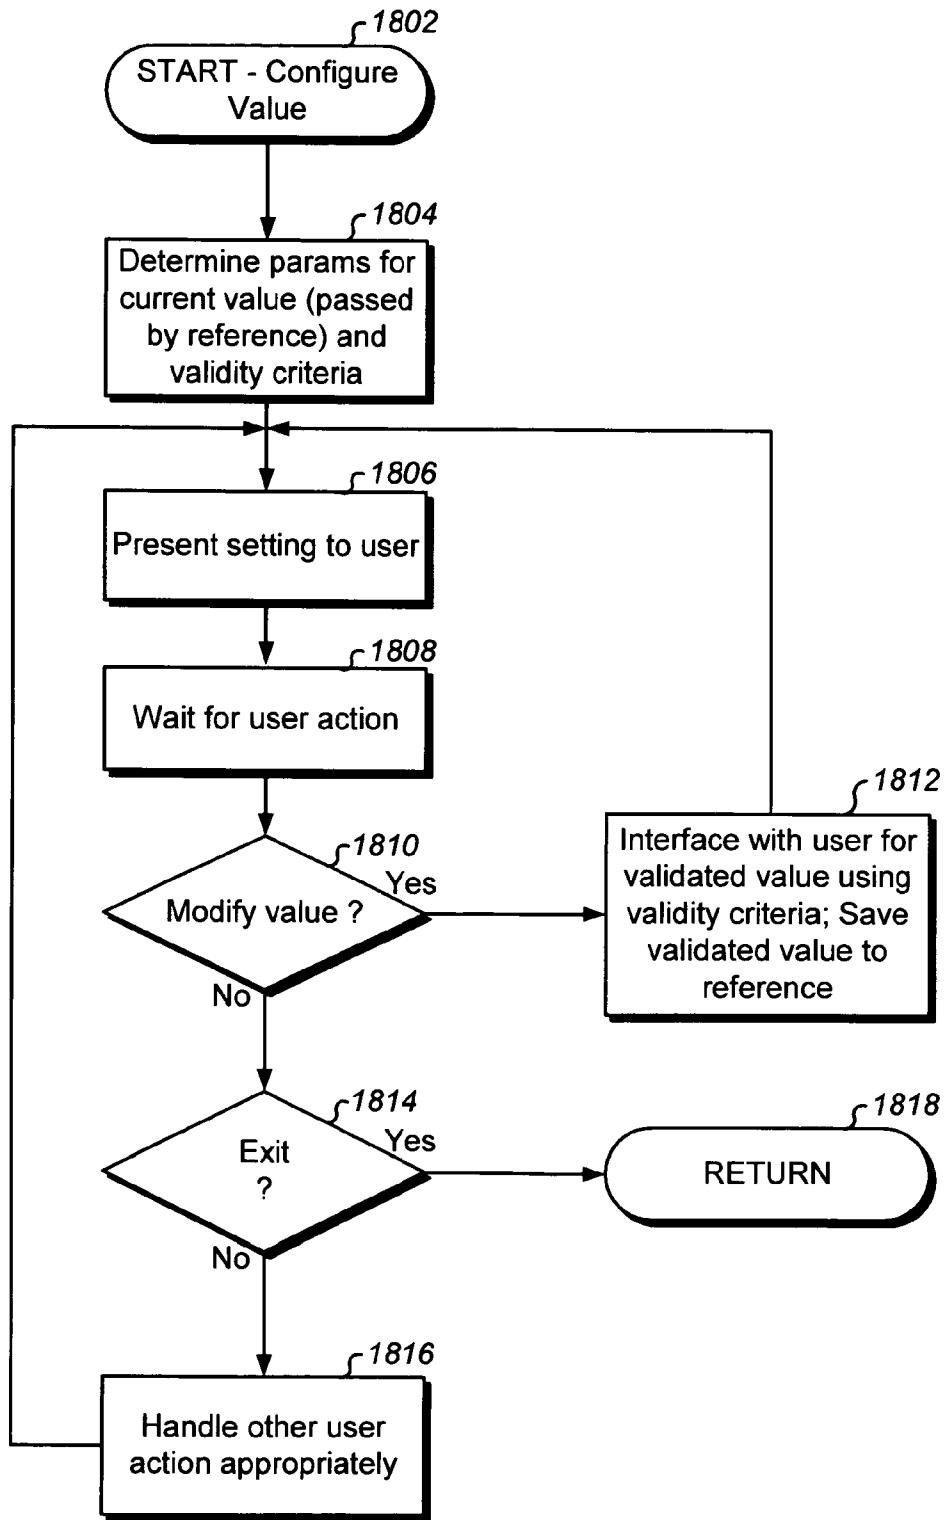 1802
START - Configure
Value
1804
Determine params for
current value (passed
by reference) and
validity criteria
1806
Present setting to user
1808
Wait for user action
1810
Modify value ?
Yes
No
1812
Interface with user for
validated value using
validity criteria; Save
validated value to
reference
1814
Exit
?
Yes
No
1818
RETURN
1816
Handle other user
action appropriately